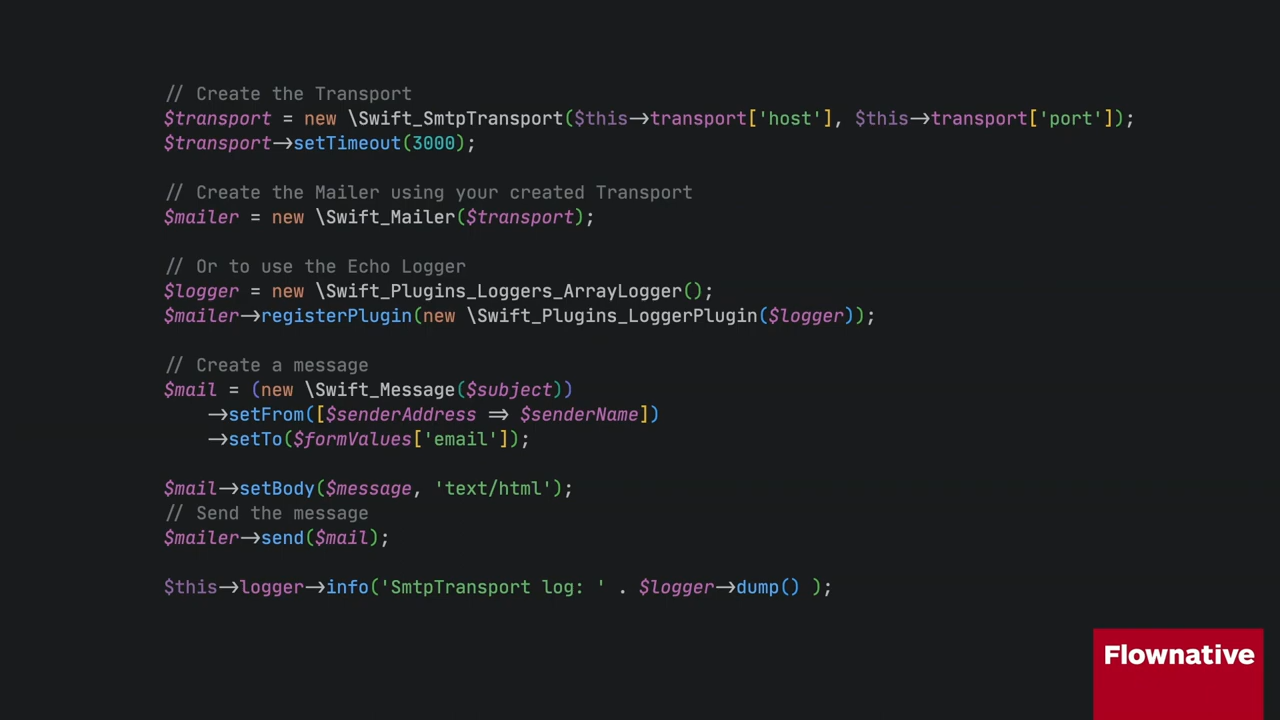 // Create the Transport
$transport = new \Swift_SmtpTransport($this->transport['host'], $this->transport['port']);
$transport->setTimeout(3000);
// Create the Mailer using your created Transport
$mailer = new \Swift_Mailer($transport);
// Or to use the Echo Logger
$logger = new \Swift_Plugins_Loggers_ArrayLogger();
$mailer->registerPlugin(new \Swift_Plugins_LoggerPlugin($logger));
// Create a message
$mail = (new \Swift_Message($subject))
->setFrom([$senderAddress => $senderName])
->setTo($formValues['email']);
$mail->setBody($message, 'text/html');
// Send the message
$mailer->send($mail);
$this->logger->info('SmtpTransport log: ' . $logger->dump() );
Flownative